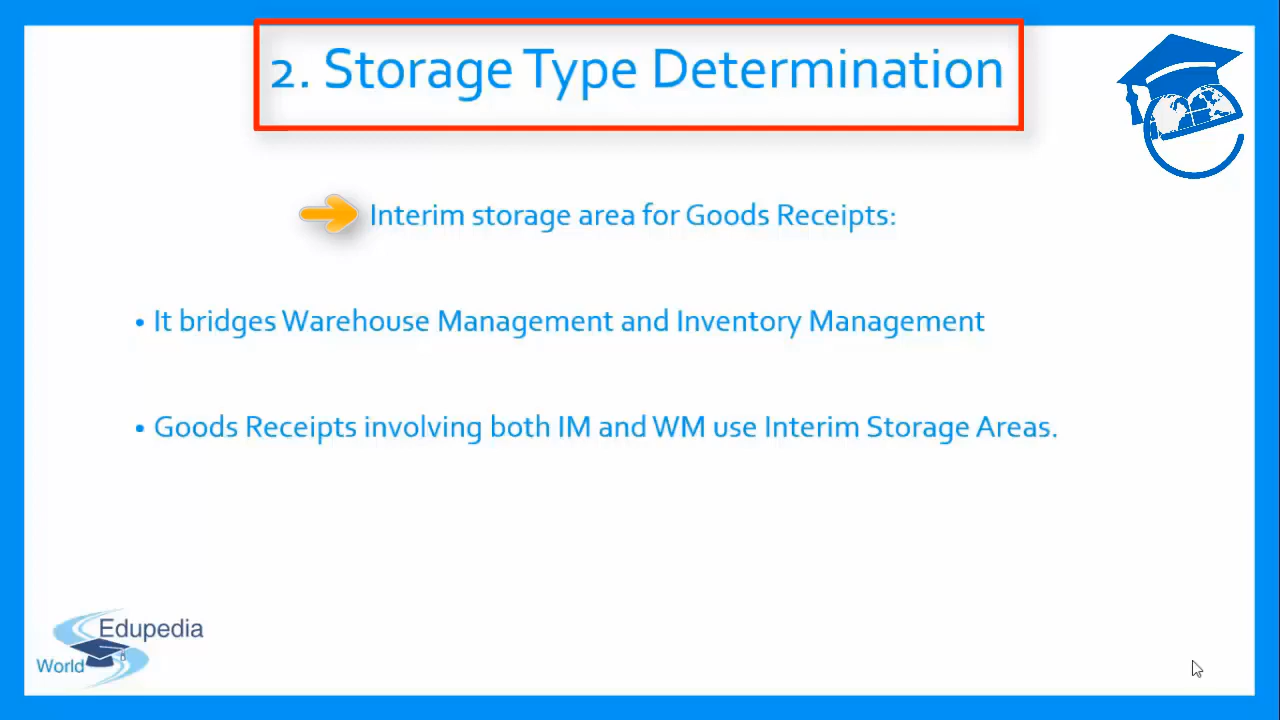 2. Storage Type Determination
Interim storage area for Goods Receipts:
• It bridges Warehouse Management and Inventory Management
• Goods Receipts involving both IM and WM use Interim Storage Areas.
Edupedia
World